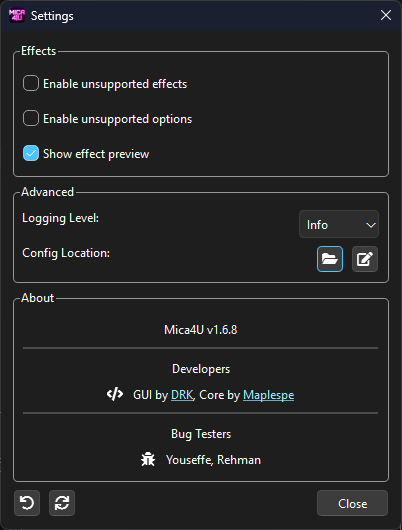 MICA
4U
Settings
Effects
Enable unsupported effects
Enable unsupported options
Show effect preview
Advanced
Logging Level:
Info
Config Location:
About
Mica4U v1.6.8
Developers
GUI by DRK, Core by Maplespe
Bug Testers
Youseffe, Rehman
Close